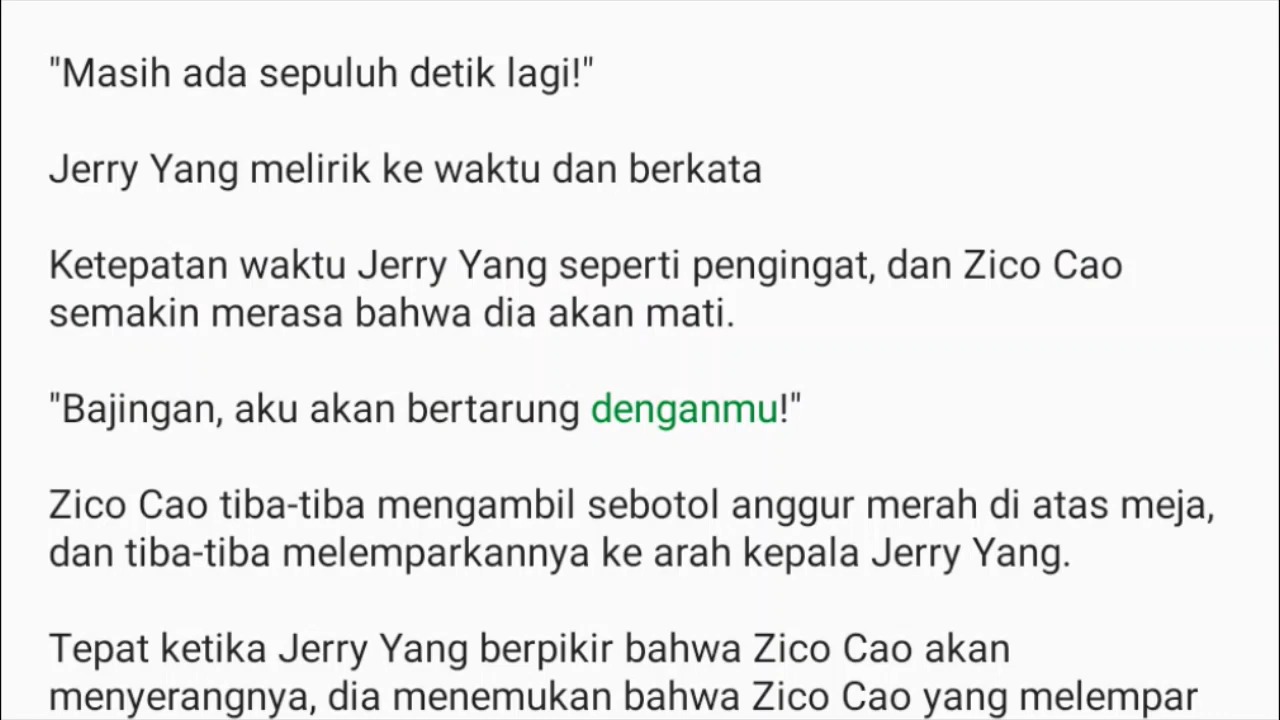 "Masih ada sepuluh detik lagi!"
Jerry Yang melirik ke waktu dan berkata
Ketepatan waktu Jerry Yang seperti pengingat, dan Zico Cao
semakin merasa bahwa dia akan mati.
"Bajingan, aku akan bertarung denganmu!"
Zico Cao tiba-tiba mengambil sebotol anggur merah di atas meja,
dan tiba-tiba melemparkannya ke arah kepala Jerry Yang.
Tepat ketika Jerry Yang berpikir bahwa Zico Cao akan
menyerangnya, dia menemukan bahwa Zico Cao yang melempar